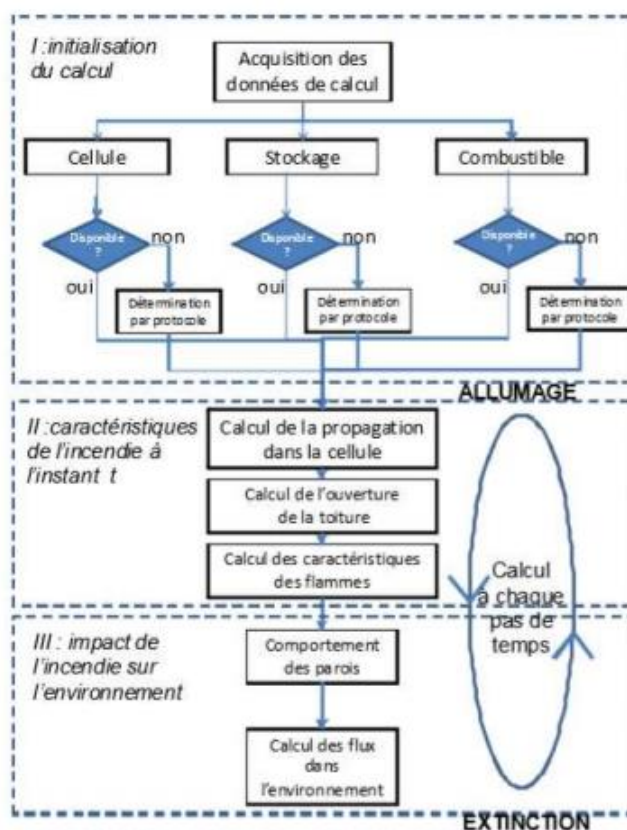 I :initialisation
du calcul
Acquisition des
données de calcul
Cellule
Stockage
Combustible
Disponible
?
non
oui
Disponible
?
non
oui
Disponible
?
non
oui
Détermination
par protocole
Détermination
par protocole
Détermination
par protocole
ALLUMAGE
II :caractéristiques
de l'incendie à
l'instant t
Calcul de la propagation
dans la cellule
Calcul de l'ouverture
de la toiture
Calcul des caractéristiques
des flammes
Calcul
à chaque
pas de
temps
III : impact de
l'incendie sur
l'environnement
Comportement
des parois
Calcul des flux
dans
l'environnement
EXTINCTION